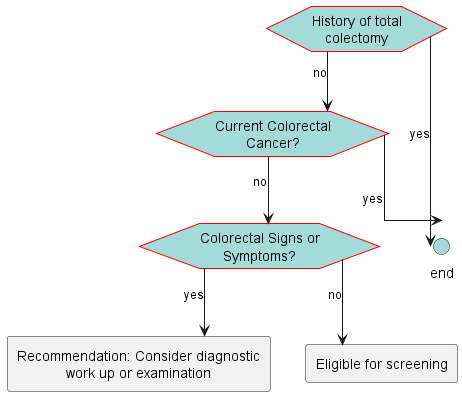 History of total
colectomy
no
yes
Current Colorectal
Cancer?
no
yes
Colorectal Signs or
Symptoms?
end
yes
no
Recommendation: Consider diagnostic
work up or examination
Eligible for screening